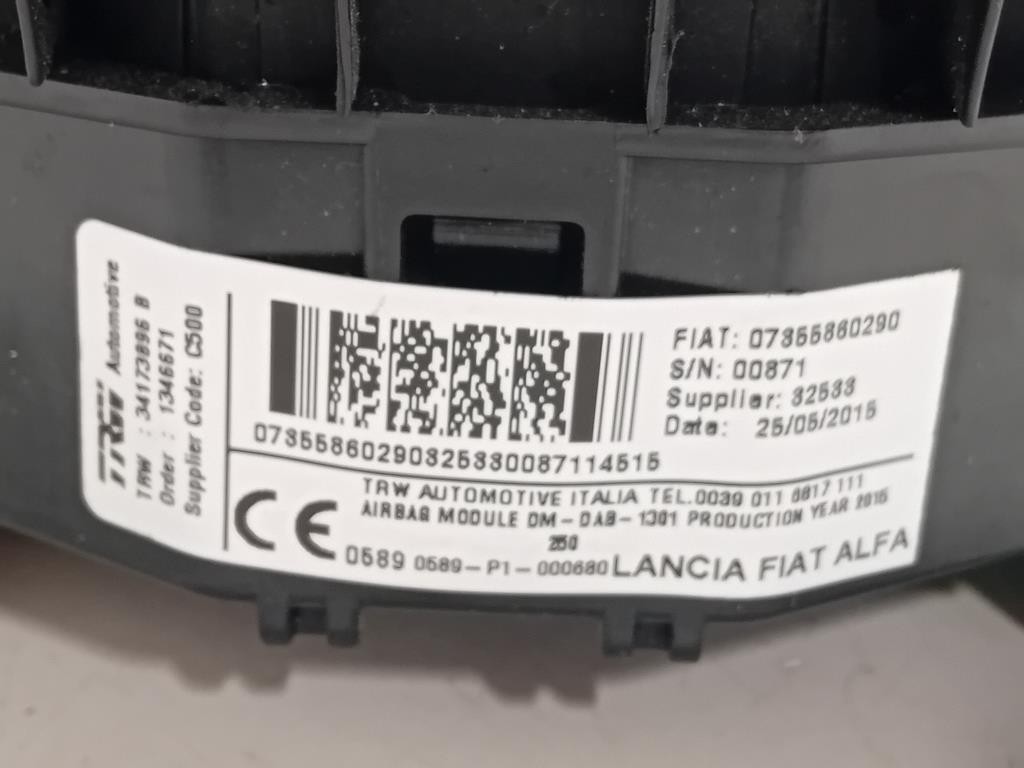 TRW Automotive
TRW : 34173896 B
Order : 1346671
Supplier Code: C500
FIAT: 07355860290
S/N: 00871
Supplier: 32533
Date: 25/05/2015
07355860290325330087114515
TRW AUTOMOTIVE ITALIA TEL.0039 011 6817 111
AIRBAG MODULE DM-DAB-1301 PRODUCTION YEAR 2015
250
CE 0589 0589-P1-000680 LANCIA FIAT ALFA